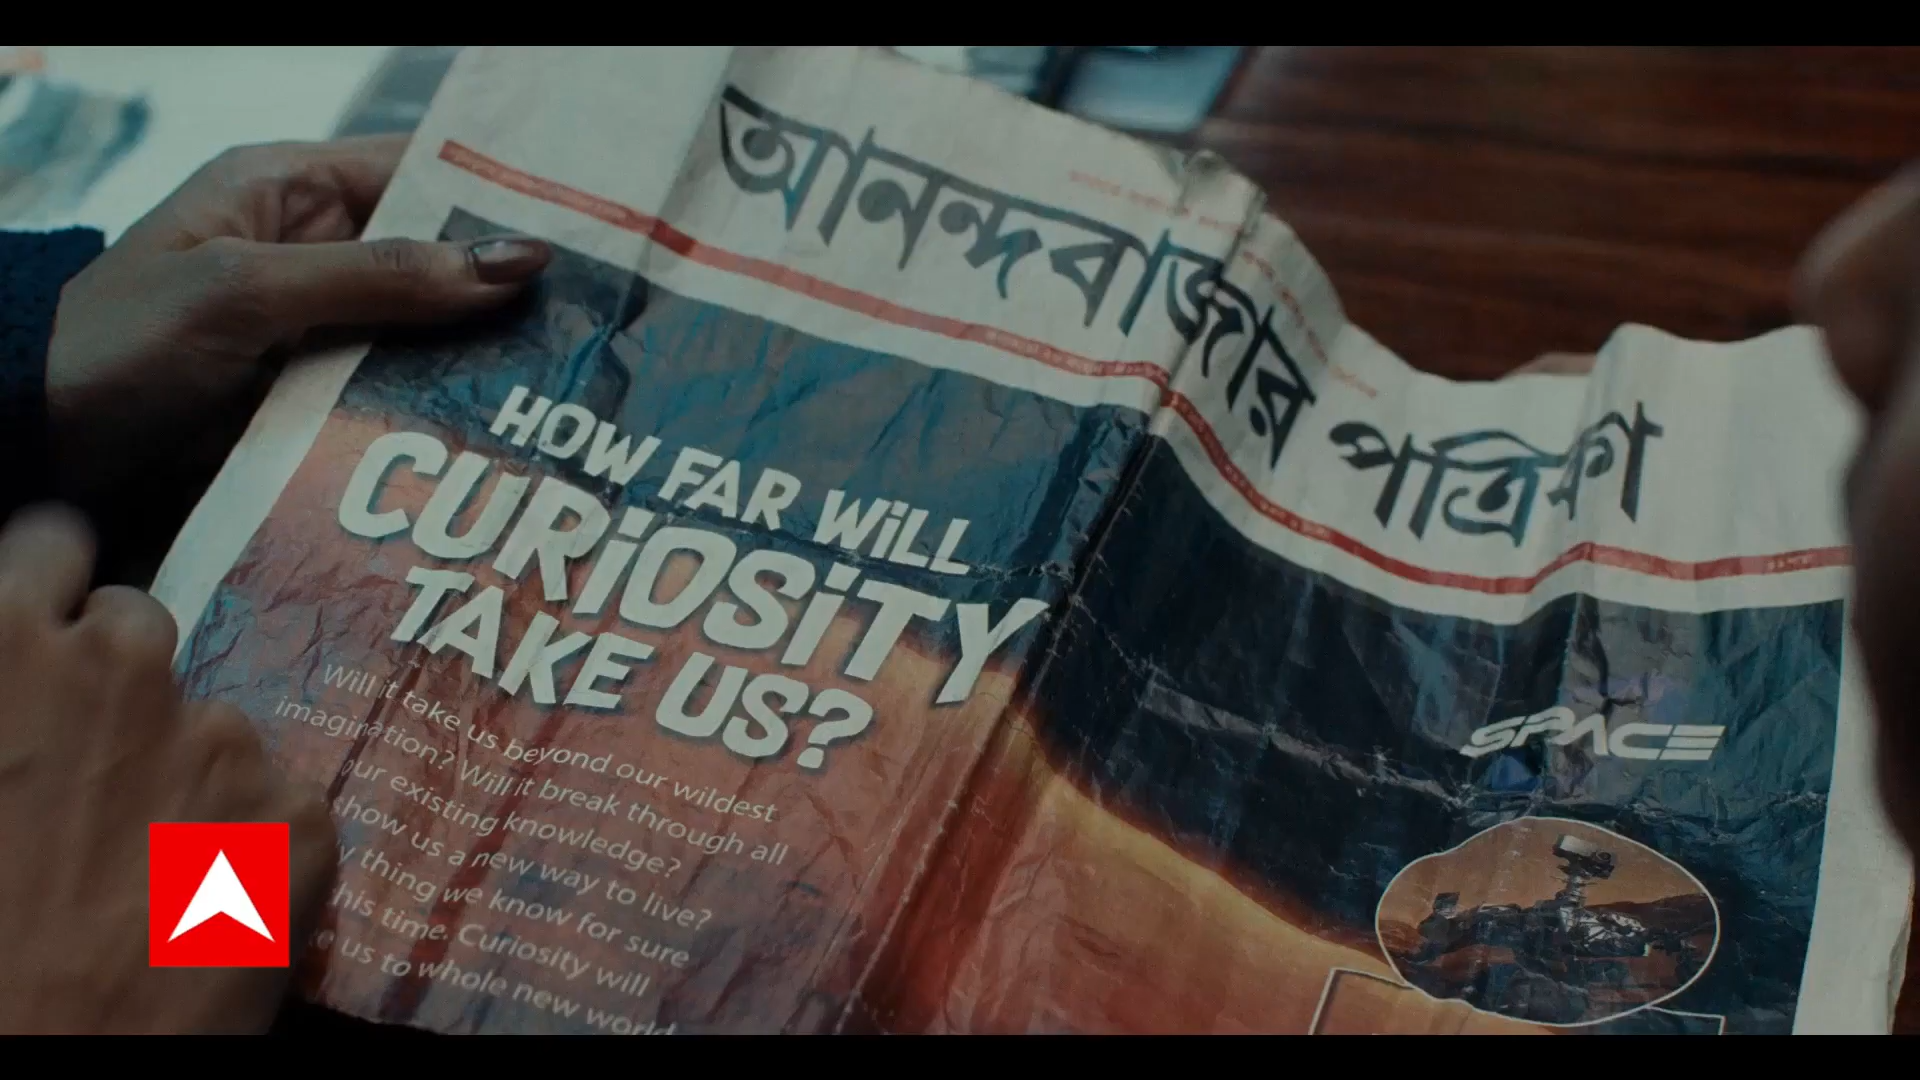 আনন্দবাজার পত্রিকা
HOW FAR WiLL
CURiOSiTY
TAKE US?
Will it take us beyond our wildest
imagination? Will it break through all
our existing knowledge?
show us a new way to live?
thing we know for sure
this time. Curiosity will
us to whole new world
SPACE